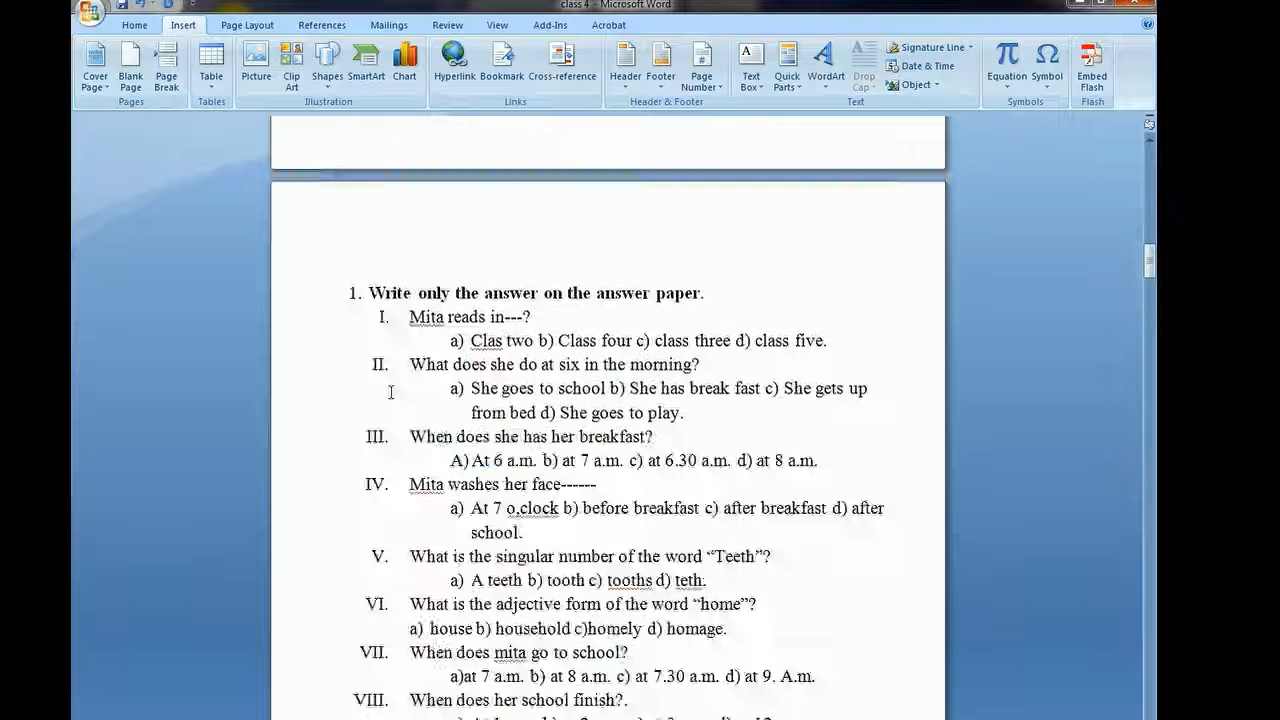 class 4 - Microsoft Word
Home Insert Page Layout References Mailings Review View Add-Ins Acrobat
Cover Page Blank Page Page Break Table Picture Clip Art Shapes SmartArt Chart Hyperlink Bookmark Cross-reference Header Footer Page Number Text Box Quick Parts WordArt Drop Cap Signature Line Date & Time Object Equation Symbol Embed Flash
Pages Tables Illustration Links Header & Footer Text Symbols Flash
1. Write only the answer on the answer paper.
I. Mita reads in---?
a) Clas two b) Class four c) class three d) class five.
II. What does she do at six in the morning?
a) She goes to school b) She has break fast c) She gets up
from bed d) She goes to play.
III. When does she has her breakfast?
A) At 6 a.m. b) at 7 a.m. c) at 6.30 a.m. d) at 8 a.m.
IV. Mita washes her face------
a) At 7 o,clock b) before breakfast c) after breakfast d) after
school.
V. What is the singular number of the word “Teeth”?
a) A teeth b) tooth c) tooths d) teth.
VI. What is the adjective form of the word “home”?
a) house b) household c)homely d) homage.
VII. When does mita go to school?
a)at 7 a.m. b) at 8 a.m. c) at 7.30 a.m. d) at 9. A.m.
VIII. When does her school finish?.